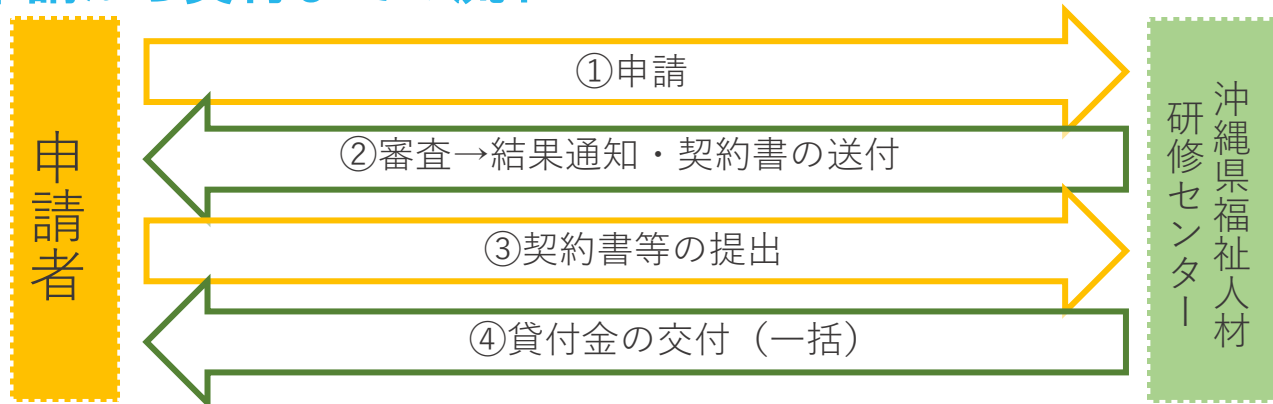 申請者
①申請
②審査→結果通知・契約書の送付
③契約書等の提出
④貸付金の交付（一括）
沖縄県福祉人材
研修センター